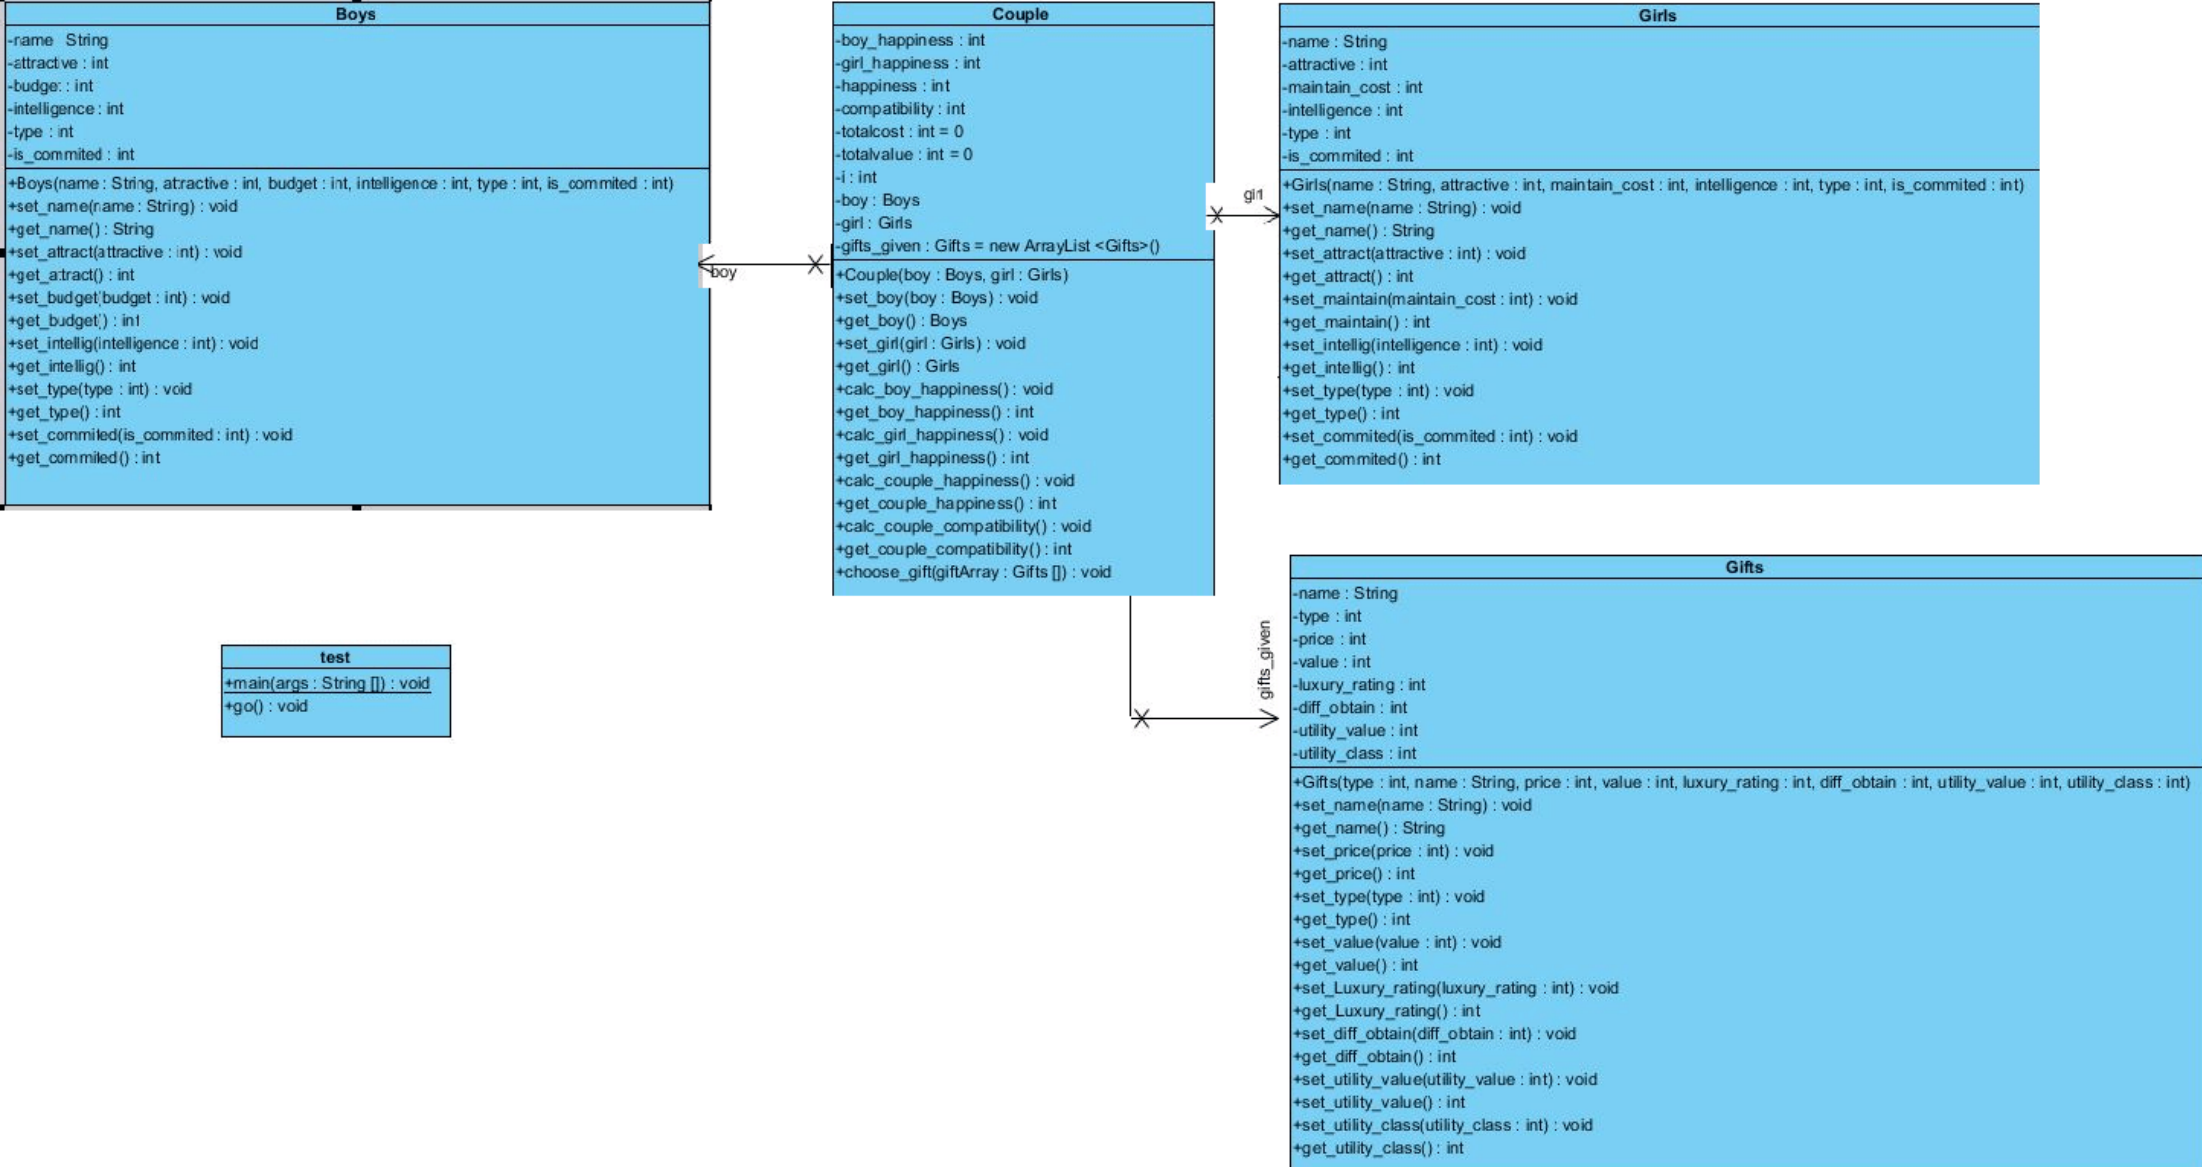 Boys
-name String
-attractive : int
-budget : int
-intelligence : int
-type : int
-is_commited : int
+Boys(name : String, attractive : int, budget : int, intelligence : int, type : int, is_commited : int)
+set_name(name : String) : void
+get_name() : String
+set_attract(attractive : int) : void
+get_attract() : int
+set_budget(budget : int) : void
+get_budget() : int
+set_intellig(intelligence : int) : void
+get_intellig() : int
+set_type(type : int) : void
+get_type() : int
+set_commited(is_commited : int) : void
+get_commited() : int
boy
Couple
-boy_happiness : int
-girl_happiness : int
-happiness : int
-compatibility : int
-totalcost : int = 0
-totalvalue : int = 0
-i : int
-boy : Boys
-girl : Girls
-gifts_given : Gifts = new ArrayList <Gifts>()
+Couple(boy : Boys, girl : Girls)
+set_boy(boy : Boys) : void
+get_boy() : Boys
+set_girl(girl : Girls) : void
+get_girl() : Girls
+calc_boy_happiness() : void
+get_boy_happiness() : int
+calc_girl_happiness() : void
+get_girl_happiness() : int
+calc_couple_happiness() : void
+get_couple_happiness() : int
+calc_couple_compatibility() : void
+get_couple_compatibility() : int
+choose_gift(giftArray : Gifts []) : void
girl
Girls
-name : String
-attractive : int
-maintain_cost : int
-intelligence : int
-type : int
-is_commited : int
+Girls(name : String, attractive : int, maintain_cost : int, intelligence : int, type : int, is_commited : int)
+set_name(name : String) : void
+get_name() : String
+set_attract(attractive : int) : void
+get_attract() : int
+set_maintain(maintain_cost : int) : void
+get_maintain() : int
+set_intellig(intelligence : int) : void
+get_intellig() : int
+set_type(type : int) : void
+get_type() : int
+set_commited(is_commited : int) : void
+get_commited() : int
test
+main(args : String []) : void
+go() : void
gifts_given
Gifts
-name : String
-type : int
-price : int
-value : int
-luxury_rating : int
-diff_obtain : int
-utility_value : int
-utility_class : int
+Gifts(type : int, name : String, price : int, value : int, luxury_rating : int, diff_obtain : int, utility_value : int, utility_class : int)
+set_name(name : String) : void
+get_name() : String
+set_price(price : int) : void
+get_price() : int
+set_type(type : int) : void
+get_type() : int
+set_value(value : int) : void
+get_value() : int
+set_Luxury_rating(luxury_rating : int) : void
+get_Luxury_rating() : int
+set_diff_obtain(diff_obtain : int) : void
+get_diff_obtain() : int
+set_utility_value(utility_value : int) : void
+set_utility_value() : int
+set_utility_class(utility_class : int) : void
+get_utility_class() : int